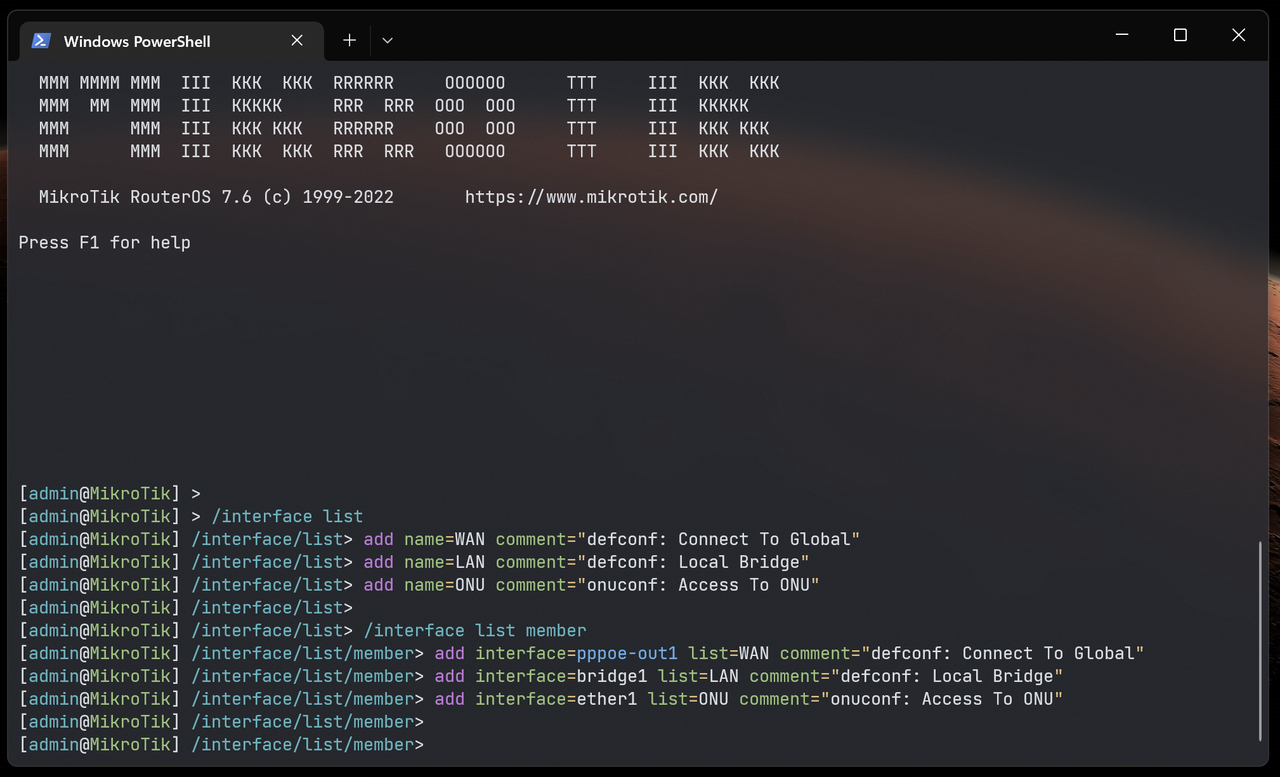 Windows PowerShell
MMM MMMM MMM  III  KKK  KKK  RRRRRR     OOOOOO      TTT     III  KKK  KKK
MMM  MM  MMM  III  KKKKK     RRR  RRR  OOO  OOO     TTT     III  KKKKK
MMM      MMM  III  KKK KKK   RRRRRR    OOO  OOO     TTT     III  KKK KKK
MMM      MMM  III  KKK  KKK  RRR  RRR   OOOOOO      TTT     III  KKK  KKK
MikroTik RouterOS 7.6 (c) 1999-2022       https://www.mikrotik.com/
Press F1 for help
[admin@MikroTik] >
[admin@MikroTik] > /interface list
[admin@MikroTik] /interface/list> add name=WAN comment="defconf: Connect To Global"
[admin@MikroTik] /interface/list> add name=LAN comment="defconf: Local Bridge"
[admin@MikroTik] /interface/list> add name=ONU comment="onuconf: Access To ONU"
[admin@MikroTik] /interface/list>
[admin@MikroTik] /interface/list> /interface list member
[admin@MikroTik] /interface/list/member> add interface=pppoe-out1 list=WAN comment="defconf: Connect To Global"
[admin@MikroTik] /interface/list/member> add interface=bridge1 list=LAN comment="defconf: Local Bridge"
[admin@MikroTik] /interface/list/member> add interface=ether1 list=ONU comment="onuconf: Access To ONU"
[admin@MikroTik] /interface/list/member>
[admin@MikroTik] /interface/list/member>